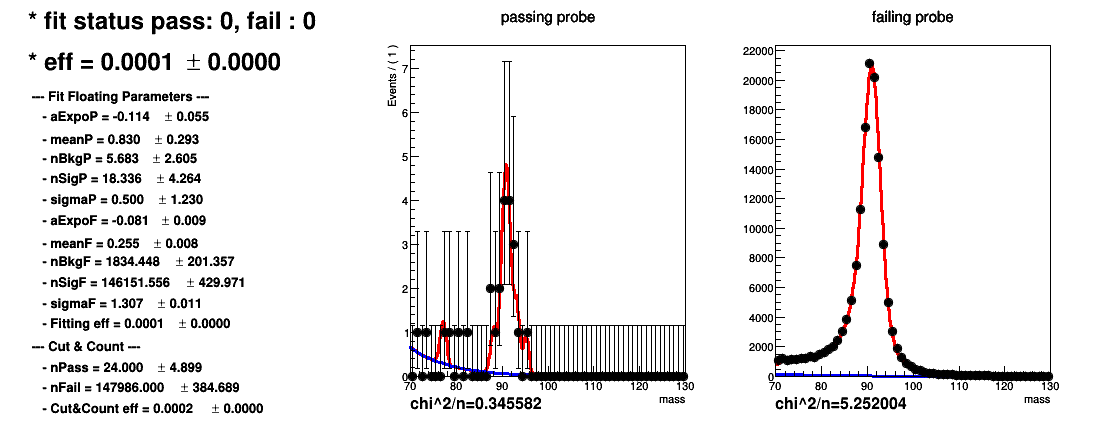 * fit status pass: 0, fail : 0
* eff = 0.0001 ± 0.0000
--- Fit Floating Parameters ---
- aExpoP = -0.114 ± 0.055
- meanP = 0.830 ± 0.293
- nBkgP = 5.683 ± 2.605
- nSigP = 18.336 ± 4.264
- sigmaP = 0.500 ± 1.230
- aExpoF = -0.081 ± 0.009
- meanF = 0.255 ± 0.008
- nBkgF = 1834.448 ± 201.357
- nSigF = 146151.556 ± 429.971
- sigmaF = 1.307 ± 0.011
- Fitting eff = 0.0001 ± 0.0000
--- Cut & Count ---
- nPass = 24.000 ± 4.899
- nFail = 147986.000 ± 384.689
- Cut&Count eff = 0.0002 ± 0.0000
passing probe
Events / ( 1 )
7
6
5
4
3
2
1
0
70 80 90 100 110 120 130
mass
chi^2/n=0.345582
failing probe
22000
20000
18000
16000
14000
12000
10000
8000
6000
4000
2000
0
70 80 90 100 110 120 130
mass
chi^2/n=5.252004